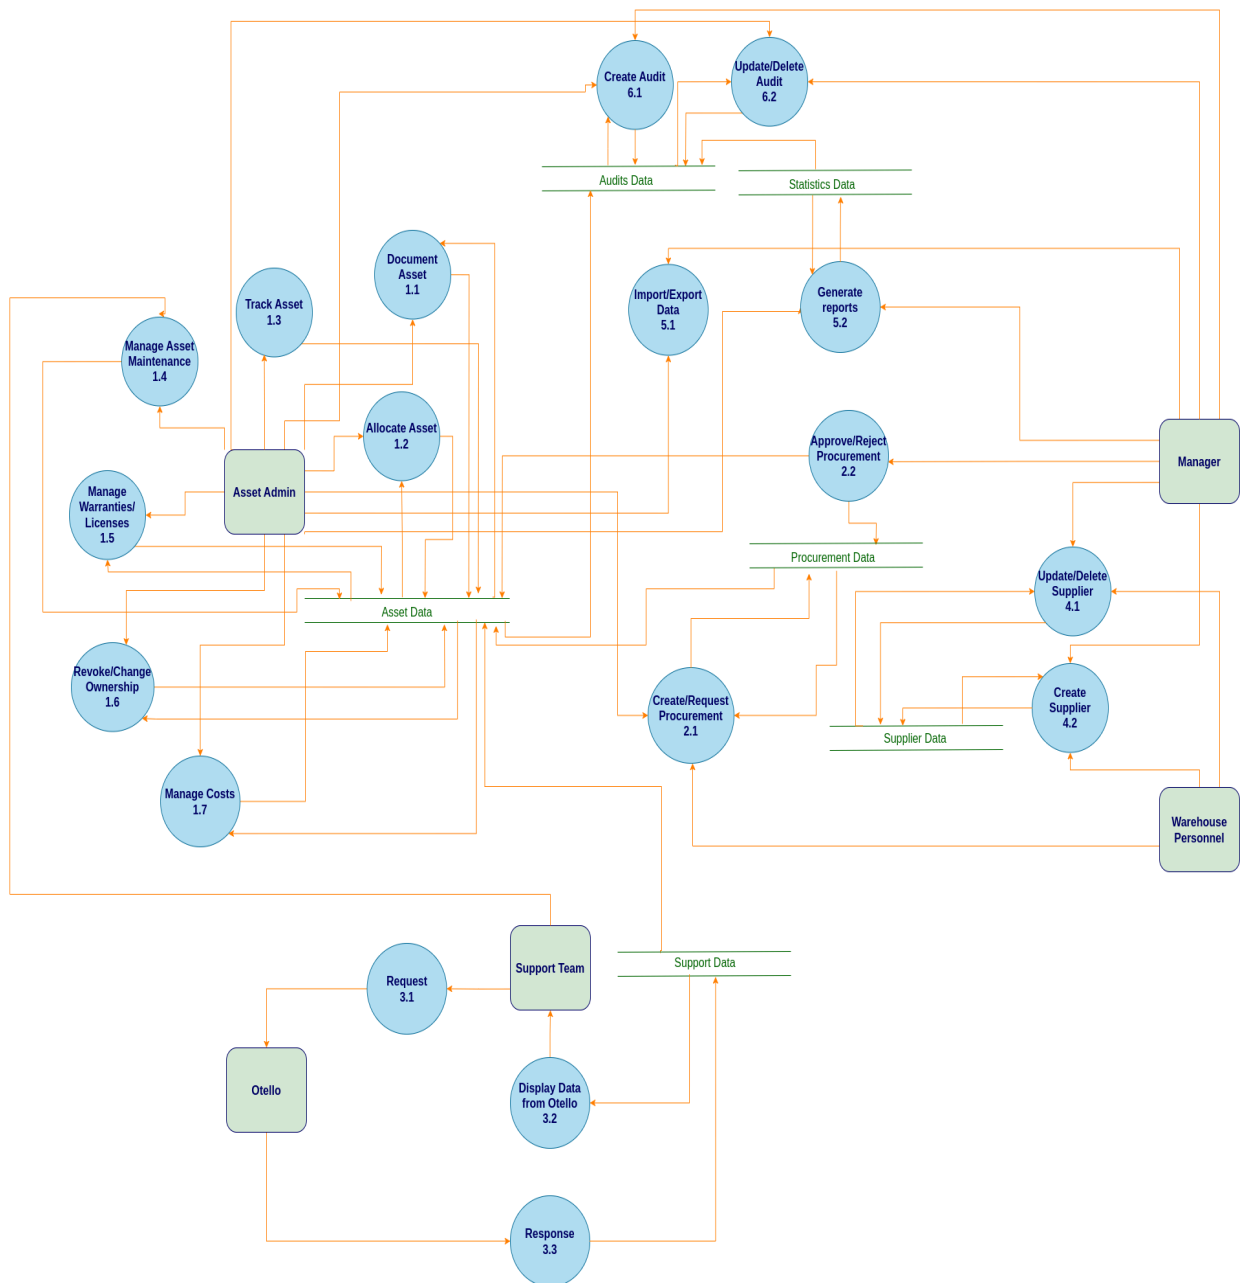 Create Audit
6.1
Update/Delete
Audit
6.2
Audits Data
Statistics Data
Document
Asset
1.1
Track Asset
1.3
Import/Export
Data
5.1
Generate
reports
5.2
Manage Asset
Maintenance
1.4
Allocate Asset
1.2
Approve/Reject
Procurement
2.2
Manager
Asset Admin
Manage
Warranties/
Licenses
1.5
Procurement Data
Update/Delete
Supplier
4.1
Asset Data
Revoke/Change
Ownership
1.6
Create/Request
Procurement
2.1
Create
Supplier
4.2
Supplier Data
Manage Costs
1.7
Warehouse
Personnel
Support Team
Support Data
Request
3.1
Otello
Display Data
from Otello
3.2
Response
3.3